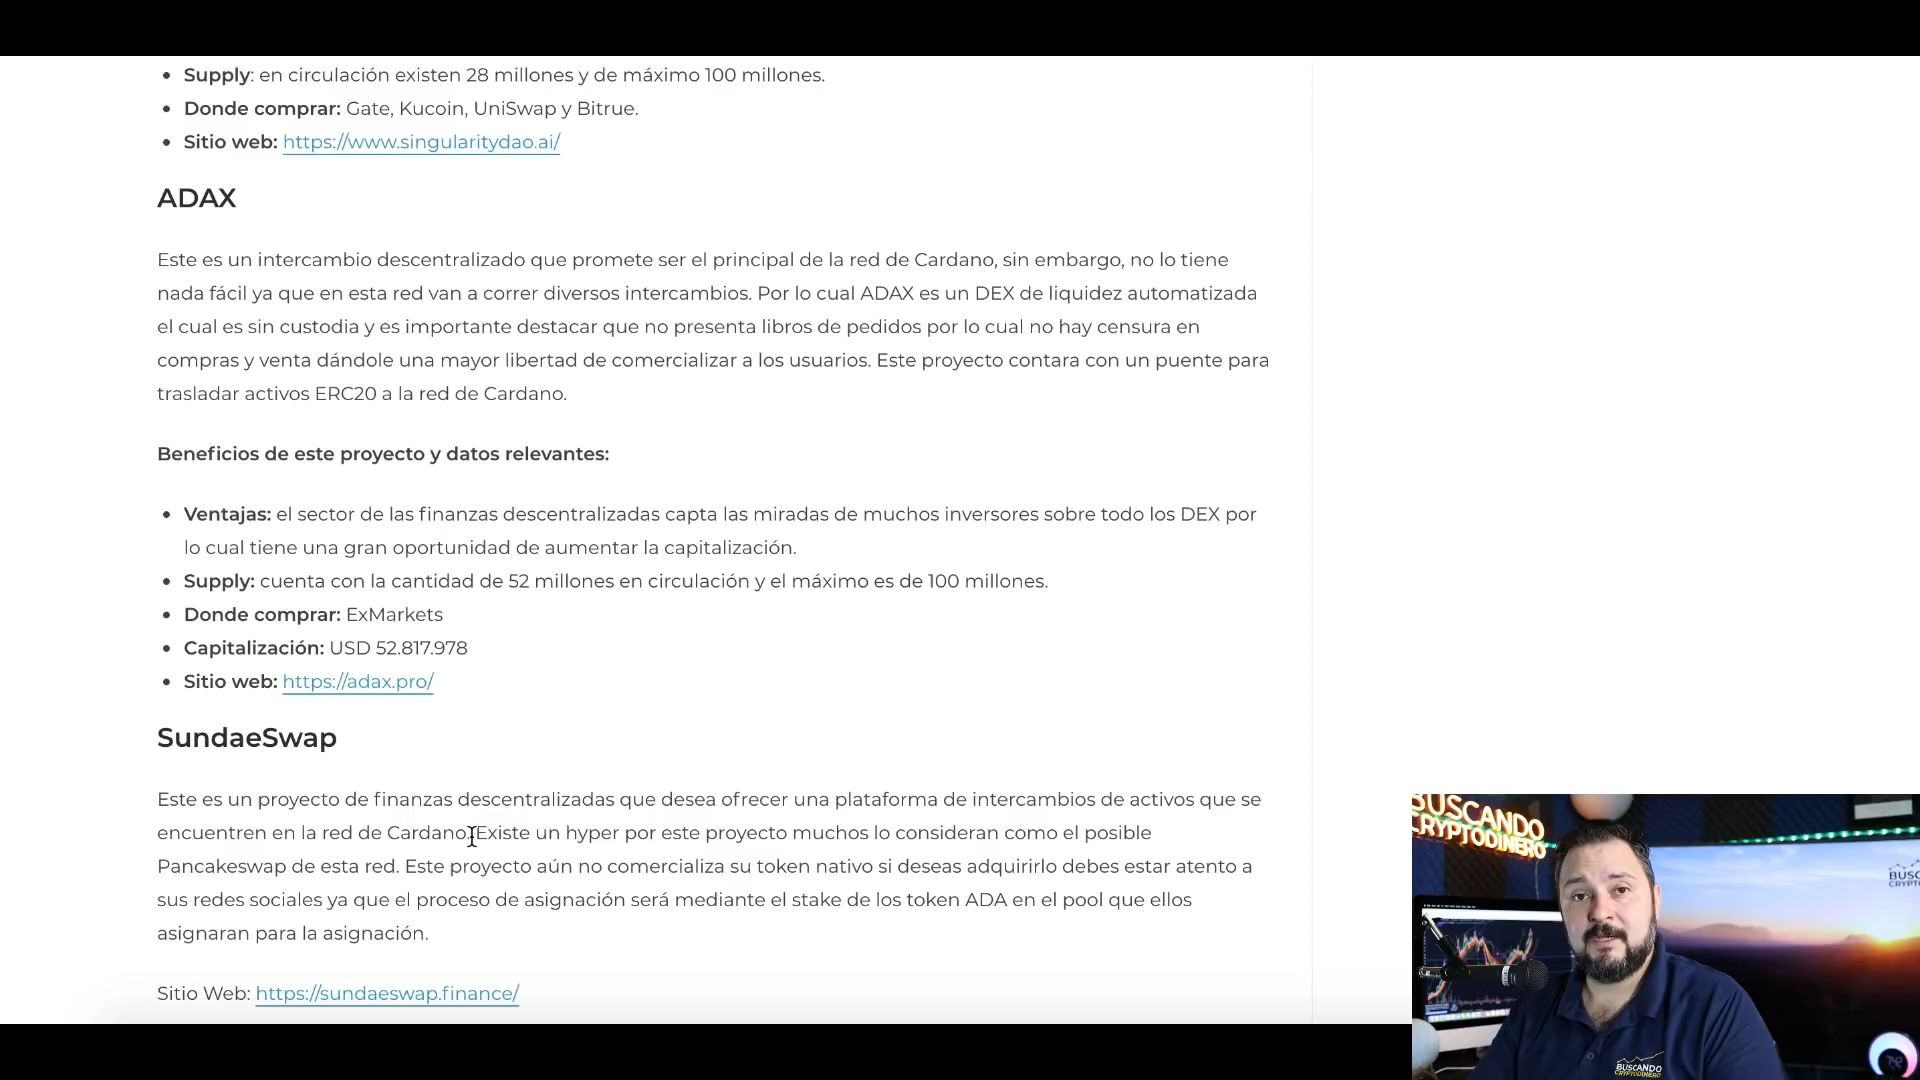 Supply: en circulación existen 28 millones y de máximo 100 millones.
Donde comprar: Gate, Kucoin, UniSwap y Bitrue.
Sitio web: https://www.singularitydao.ai/
ADAX
Este es un intercambio descentralizado que promete ser el principal de la red de Cardano, sin embargo, no lo tiene
nada fácil ya que en esta red van a correr diversos intercambios. Por lo cual ADAX es un DEX de liquidez automatizada
el cual es sin custodia y es importante destacar que no presenta libros de pedidos por lo cual no hay censura en
compras y venta dándole una mayor libertad de comercializar a los usuarios. Este proyecto contara con un puente para
trasladar activos ERC20 a la red de Cardano.
Beneficios de este proyecto y datos relevantes:
Ventajas: el sector de las finanzas descentralizadas capta las miradas de muchos inversores sobre todo los DEX por
lo cual tiene una gran oportunidad de aumentar la capitalización.
Supply: cuenta con la cantidad de 52 millones en circulación y el máximo es de 100 millones.
Donde comprar: ExMarkets
Capitalización: USD 52.817.978
Sitio web: https://adax.pro/
SundaeSwap
Este es un proyecto de finanzas descentralizadas que desea ofrecer una plataforma de intercambios de activos que se
encuentren en la red de Cardano. Existe un hyper por este proyecto muchos lo consideran como el posible
Pancakeswap de esta red. Este proyecto aún no comercializa su token nativo si deseas adquirirlo debes estar atento a
sus redes sociales ya que el proceso de asignación será mediante el stake de los token ADA en el pool que ellos
asignaran para la asignación.
Sitio Web: https://sundaeswap.finance/
BUSCANDO
CRYPTODINERO
BUSC
CRYPT
BUSCANDO
CRYPTODINERO